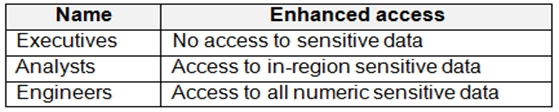 Name Enhanced access
Executives No access to sensitive data
Analysts Access to in-region sensitive data
Engineers Access to all numeric sensitive data